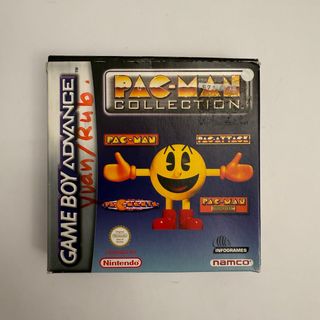 GAME BOY ADVANCE
PAC-MAN
COLLECTION
PAC-MAN
PAC-ATTACK
PAC-MAN
Nintendo
INFOGRAMES
namco